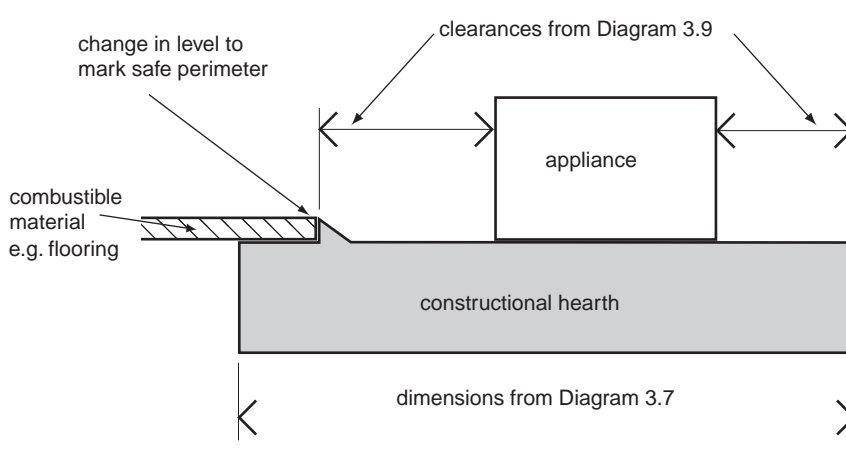 clearances from Diagram 3.9
change in level to
mark safe perimeter
appliance
combustible
material
e.g. flooring
constructional hearth
dimensions from Diagram 3.7